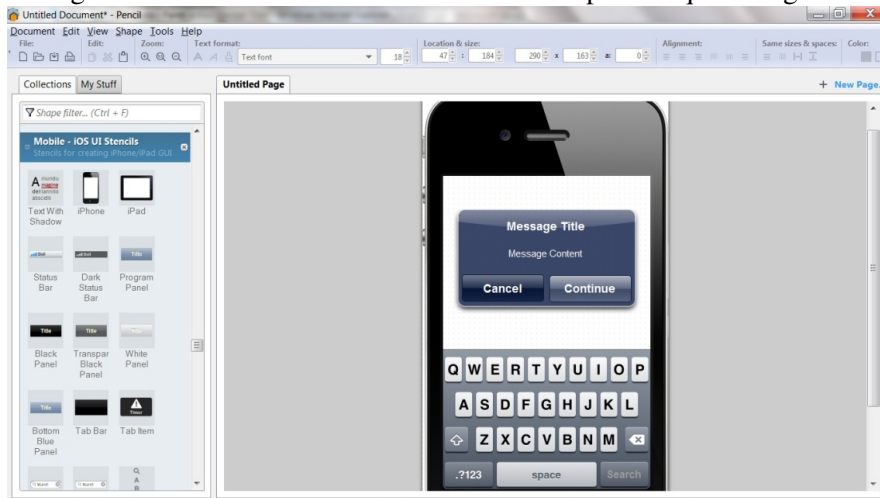 Untitled Document* - Pencil
Document Edit View Shape Tools Help
File: Edit: Zoom: Text format: Location & size: Alignment: Same sizes & spaces: Color:
Text font 18 47 : 184 290 x 163 0
Collections My Stuff
Untitled Page
+ New Page.
Shape filter... (Ctrl + F)
Mobile - iOS UI Stencils
Stencils for creating iPhone/iPad GUI
Text With Shadow
iPhone
iPad
Status Bar
Dark Status Bar
Title
Program Panel
Title
Black Panel
Title
Transpar Black Panel
White Panel
Title
Bottom Blue Panel
Tab Bar
Tab Item
Message Title
Message Content
Cancel Continue
Q W E R T Y U I O P
A S D F G H J K L
Z X C V B N M
.?123 space Search